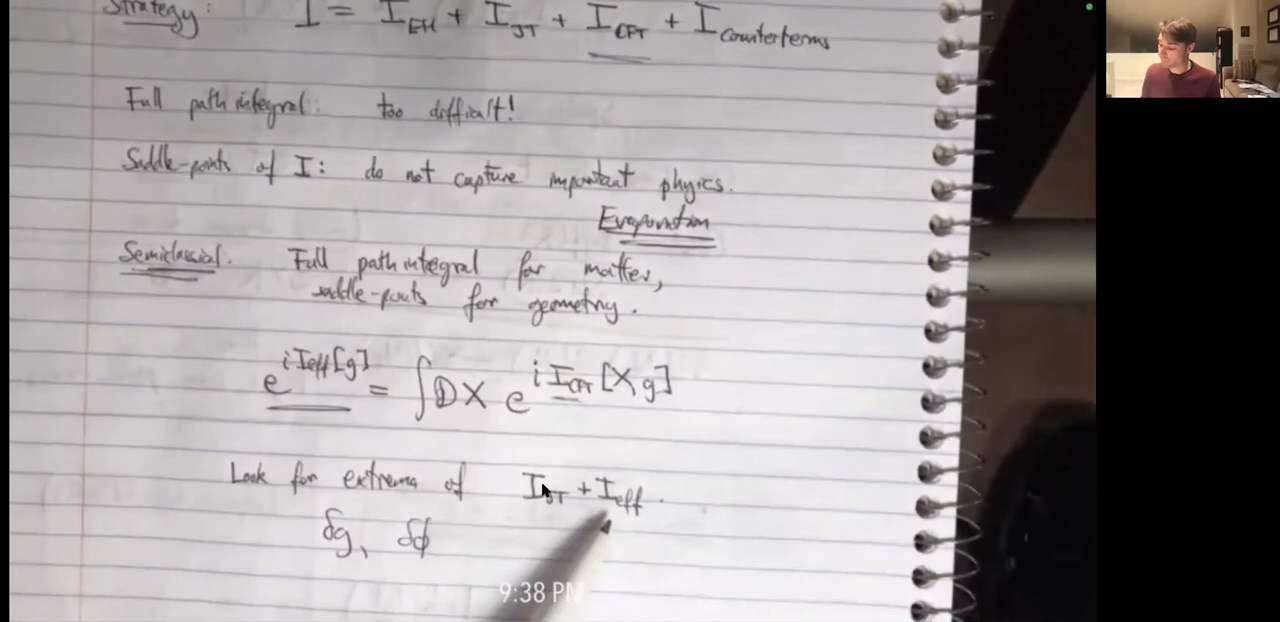 Strategy: I = I_EH + I_JT + I_CFT + I_counterterms
Full path integral: too difficult!
Saddle-points of I: do not capture important physics.
Evaporation
Semiclassical. Full path integral for matter,
saddle-points for geometry.
e^{i I_eff[g]} = ∫ DX e^{i I_CFT [X, g]}
Look for extrema of I_JT + I_eff.
δg, δϕ
9:38 PM